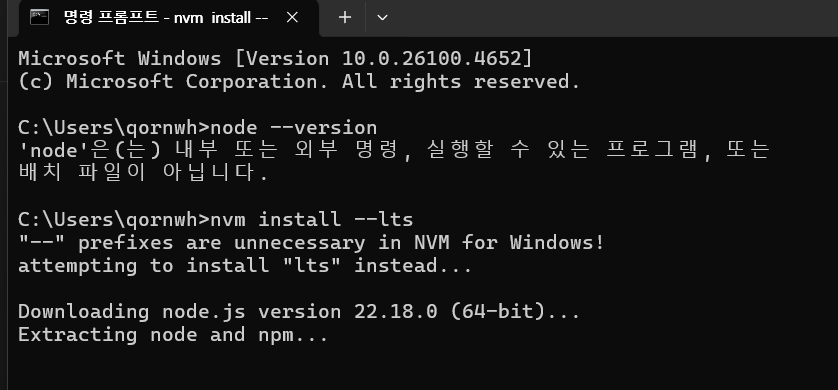 명령 프롬프트 - nvm install --
Microsoft Windows [Version 10.0.26100.4652]
(c) Microsoft Corporation. All rights reserved.
C:\Users\qornwh>node --version
'node'은(는) 내부 또는 외부 명령, 실행할 수 있는 프로그램, 또는
배치 파일이 아닙니다.
C:\Users\qornwh>nvm install --lts
"--" prefixes are unnecessary in NVM for Windows!
attempting to install "lts" instead...
Downloading node.js version 22.18.0 (64-bit)...
Extracting node and npm...